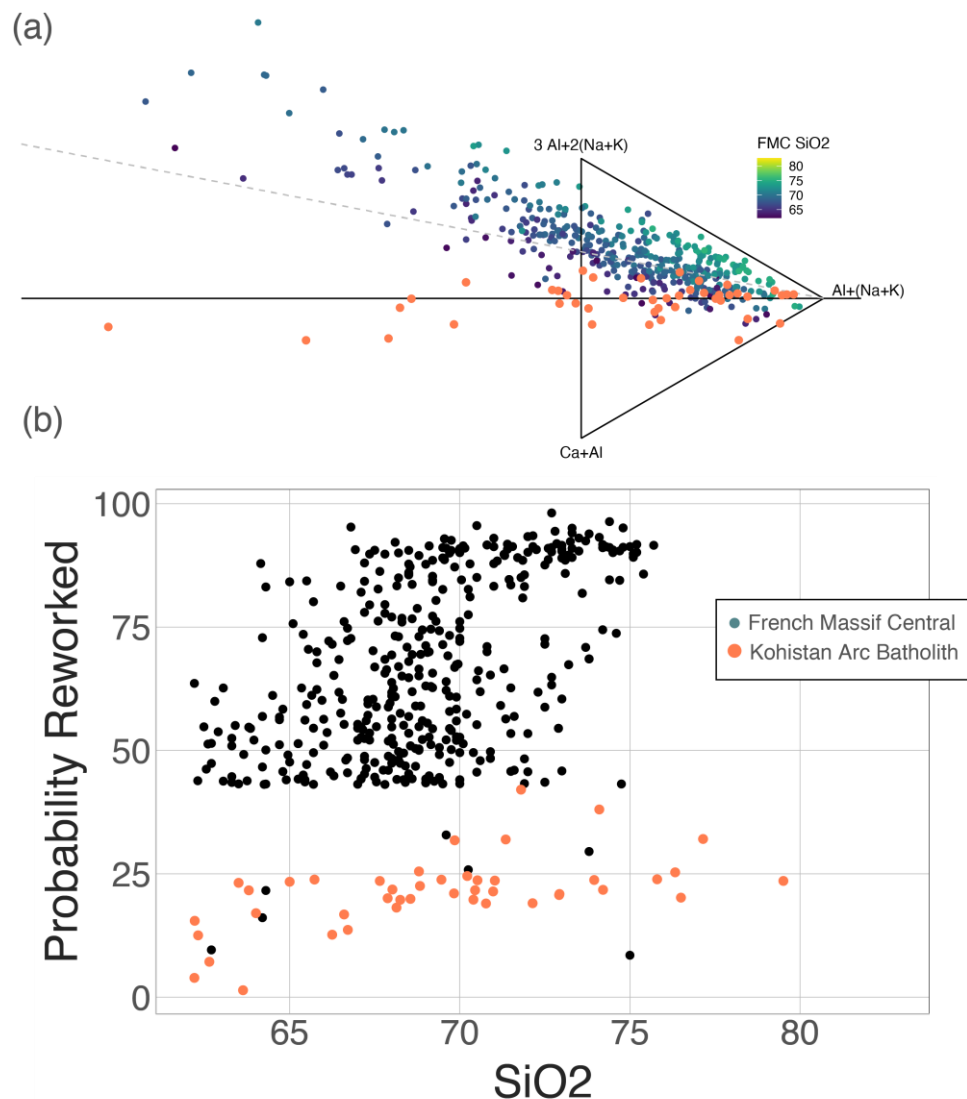 (a)
3 Al+2(Na+K)
FMC SiO2
80
75
70
65
Al+(Na+K)
Ca+Al
(b)
100
75
50
25
0
Probability Reworked
French Massif Central
Kohistan Arc Batholith
65 70 75 80
SiO2